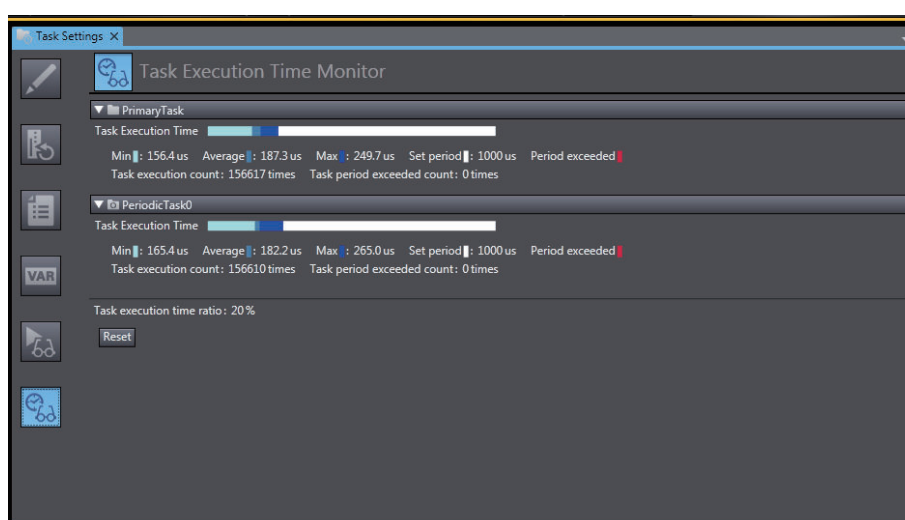 Task Settings X
Task Execution Time Monitor
PrimaryTask
Task Execution Time
Min : 156.4 us Average : 187.3 us Max : 249.7 us Set period : 1000 us Period exceeded
Task execution count : 156617 times Task period exceeded count : 0 times
PeriodicTask0
Task Execution Time
Min : 165.4 us Average : 182.2 us Max : 265.0 us Set period : 1000 us Period exceeded
Task execution count : 156610 times Task period exceeded count : 0 times
VAR
Task execution time ratio : 20 %
Reset